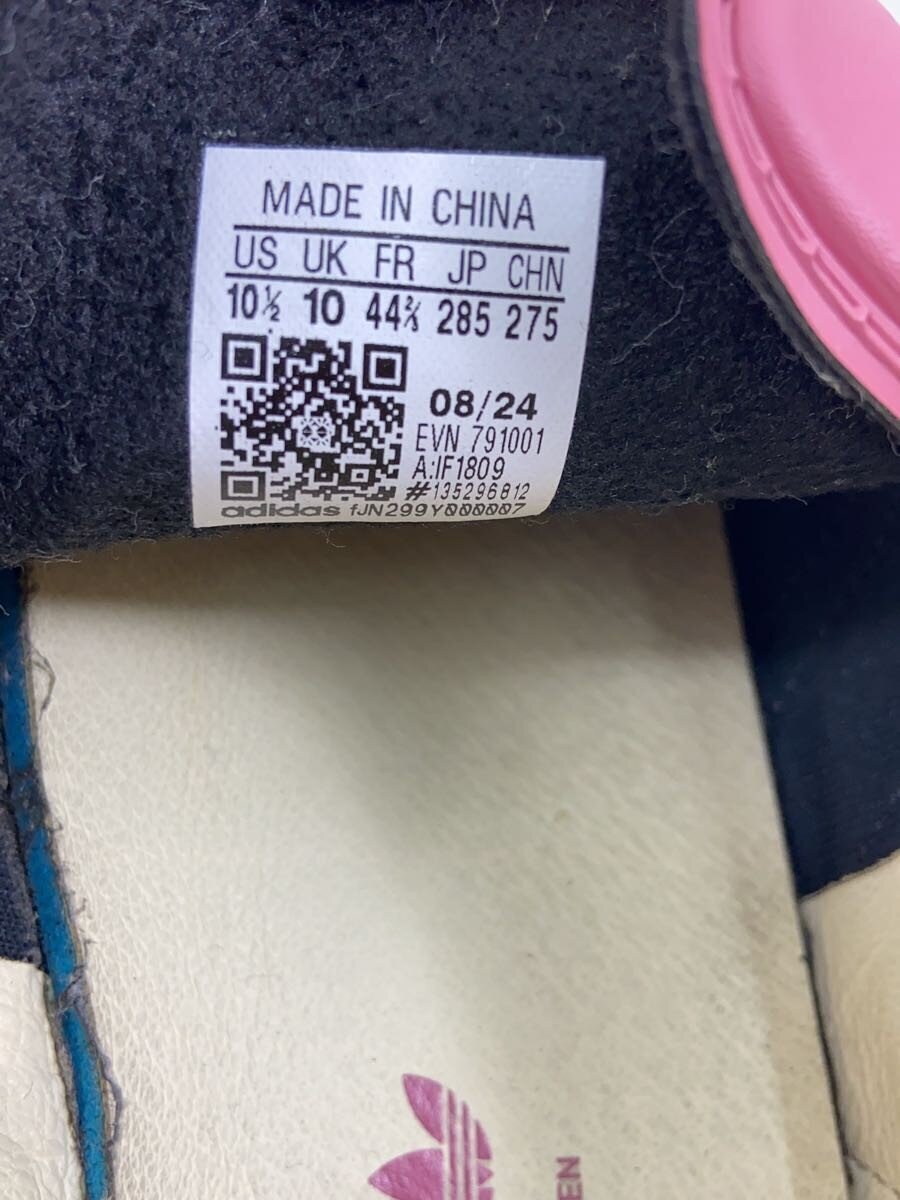 MADE IN CHINA
US UK FR JP CHN
10½ 10 44⅔ 285 275
08/24
EVN 791001
A:IF1809
#135296812
adidas fJN299Y000007
EN